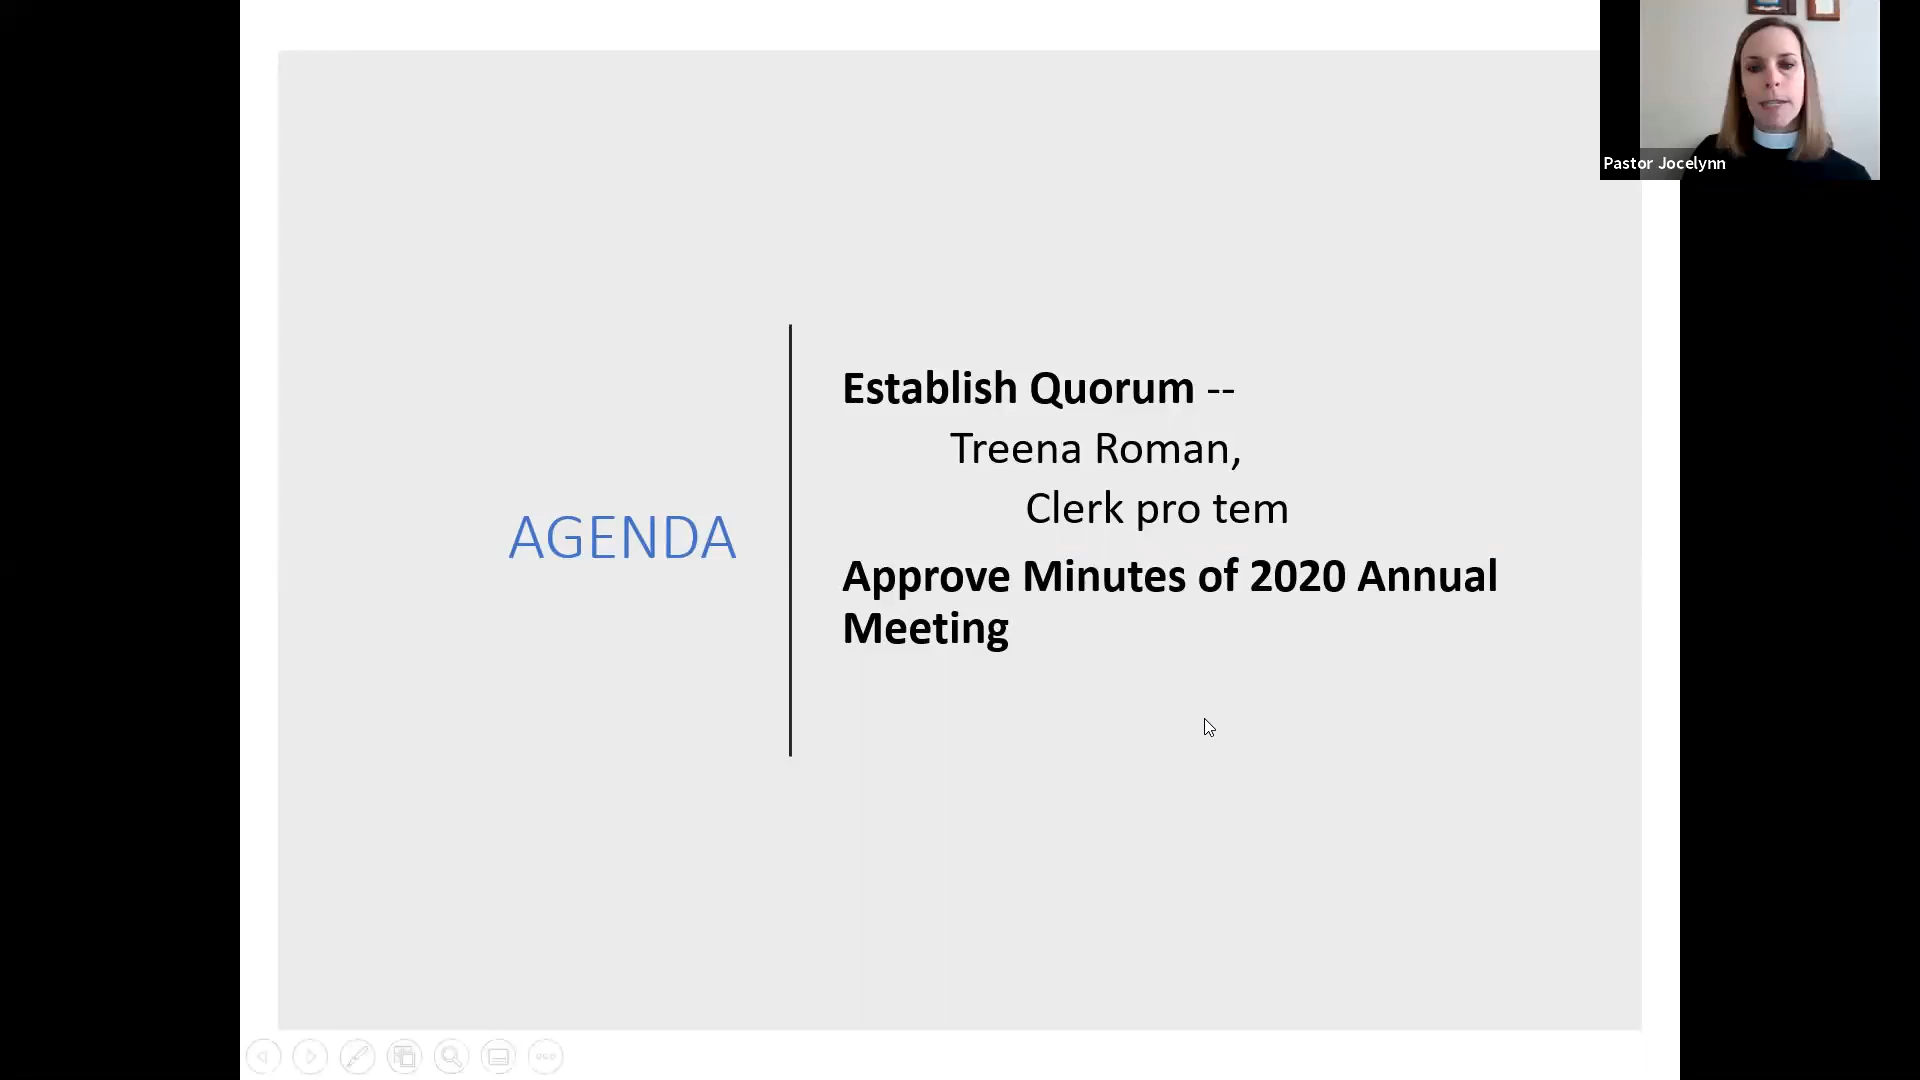 Pastor Jocelynn
AGENDA
Establish Quorum --
Treena Roman,
Clerk pro tem
Approve Minutes of 2020 Annual
Meeting